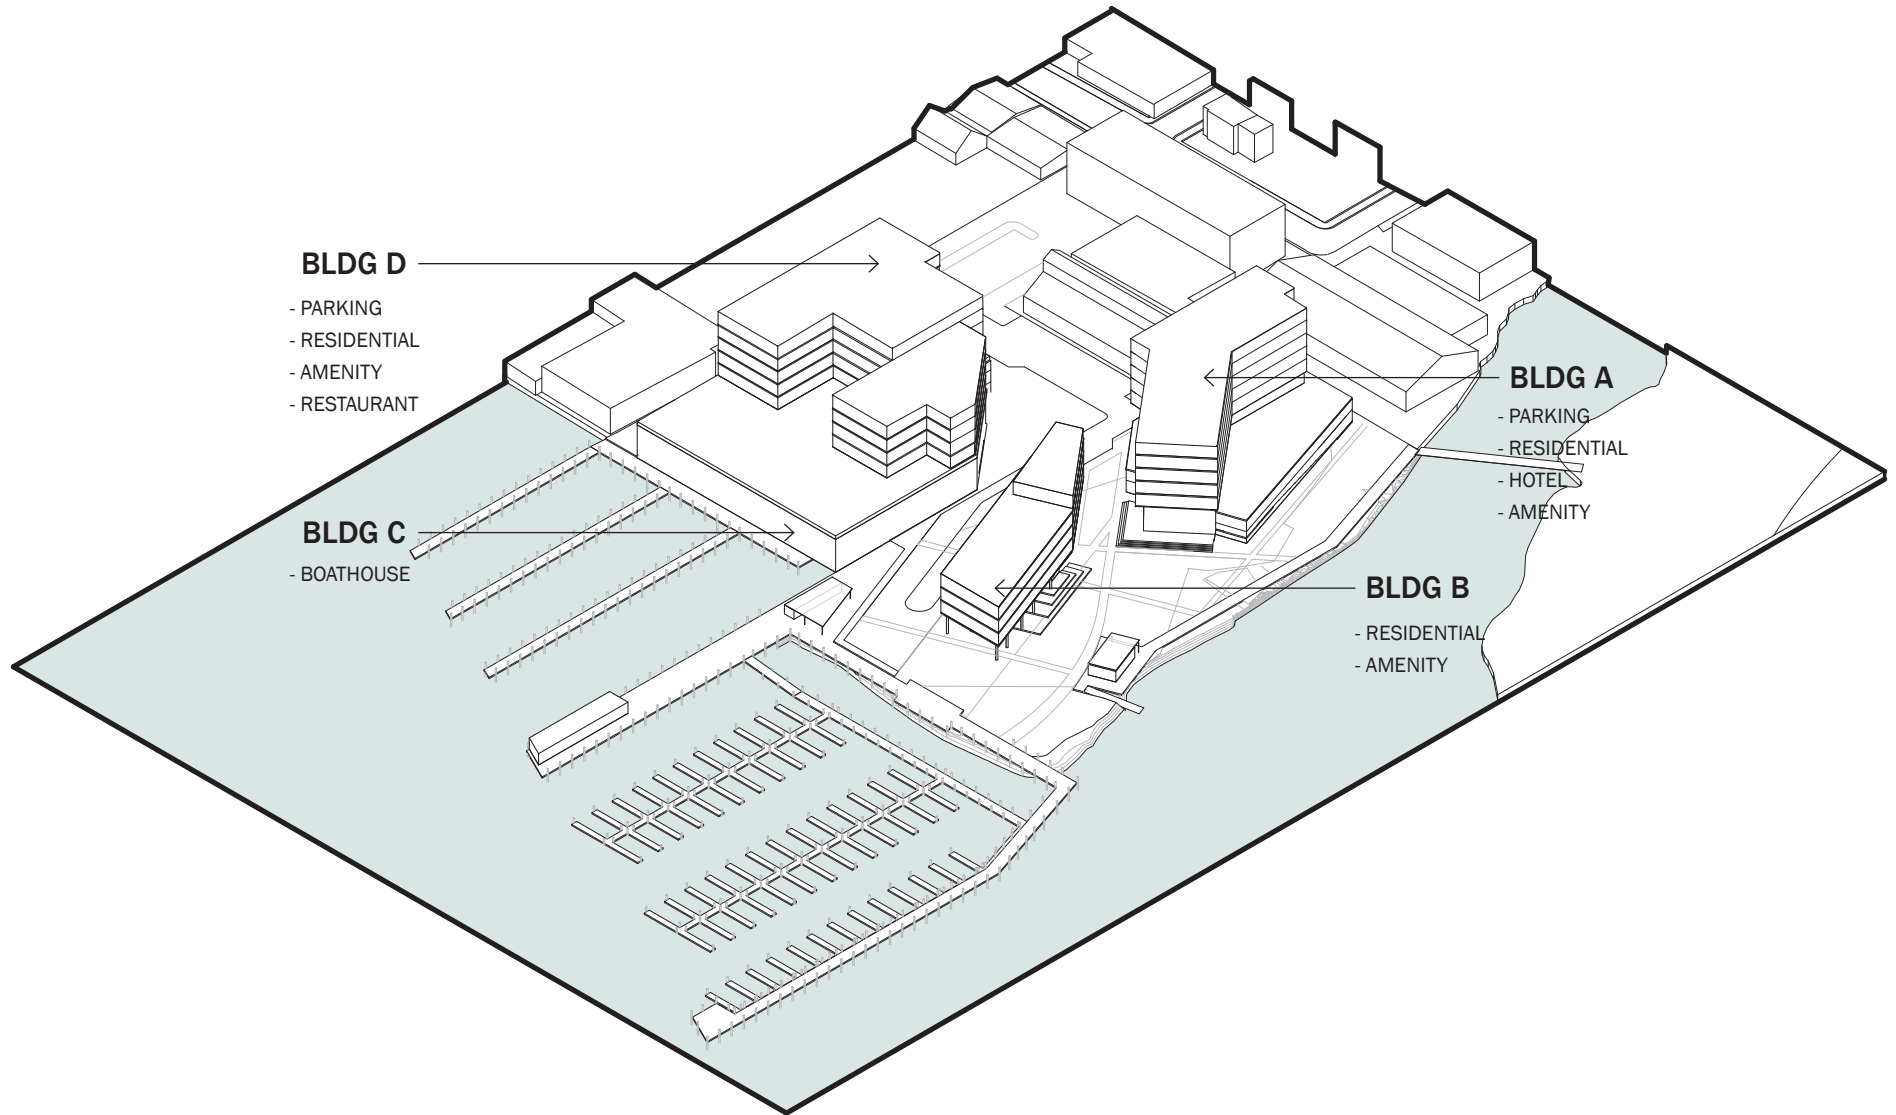 BLDG D
- PARKING
- RESIDENTIAL
- AMENITY
- RESTAURANT
BLDG A
- PARKING
- RESIDENTIAL
- HOTEL
- AMENITY
BLDG C
- BOATHOUSE
BLDG B
- RESIDENTIAL
- AMENITY